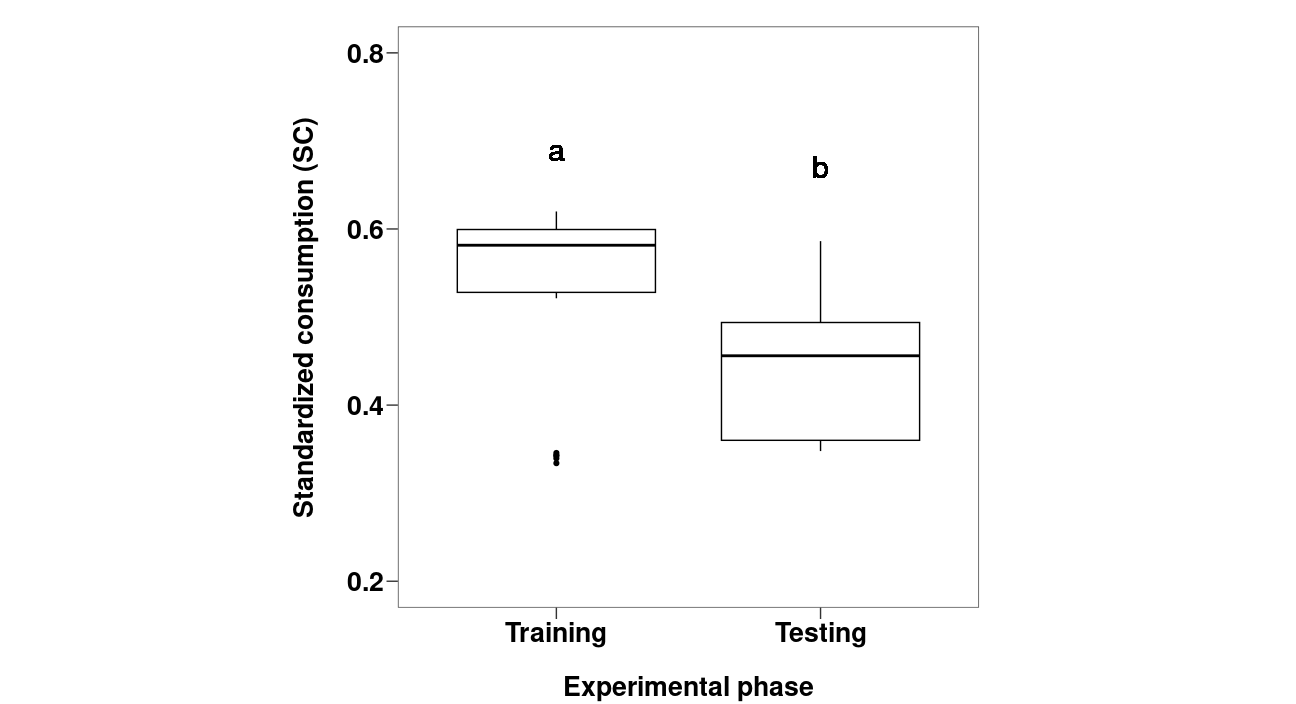 Standardized consumption (SC)
0.8
0.6
0.4
0.2
a
b
Training
Testing
Experimental phase